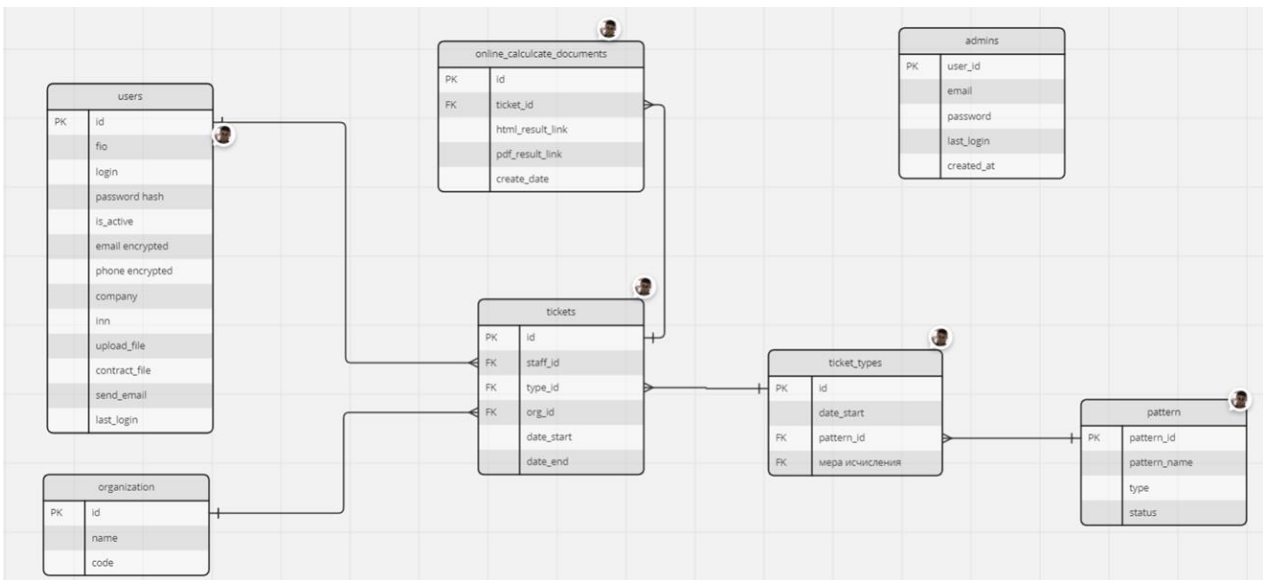 users
PK id
fio
login
password hash
is_active
email encrypted
phone encrypted
company
inn
upload_file
contract_file
send_email
last_login
organization
PK id
name
code
online_calculcate_documents
PK id
FK ticket_id
html_result_link
pdf_result_link
create_date
tickets
PK id
FK staff_id
FK type_id
FK org_id
date_start
date_end
admins
PK user_id
email
password
last_login
created_at
ticket_types
PK id
date_start
FK pattern_id
FK мера исчисления
pattern
PK pattern_id
pattern_name
type
status